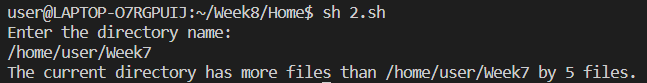 user@LAPTOP-O7RGPUIJ:~/Week8/Home$ sh 2.sh
Enter the directory name:
/home/user/Week7
The current directory has more files than /home/user/Week7 by 5 files.